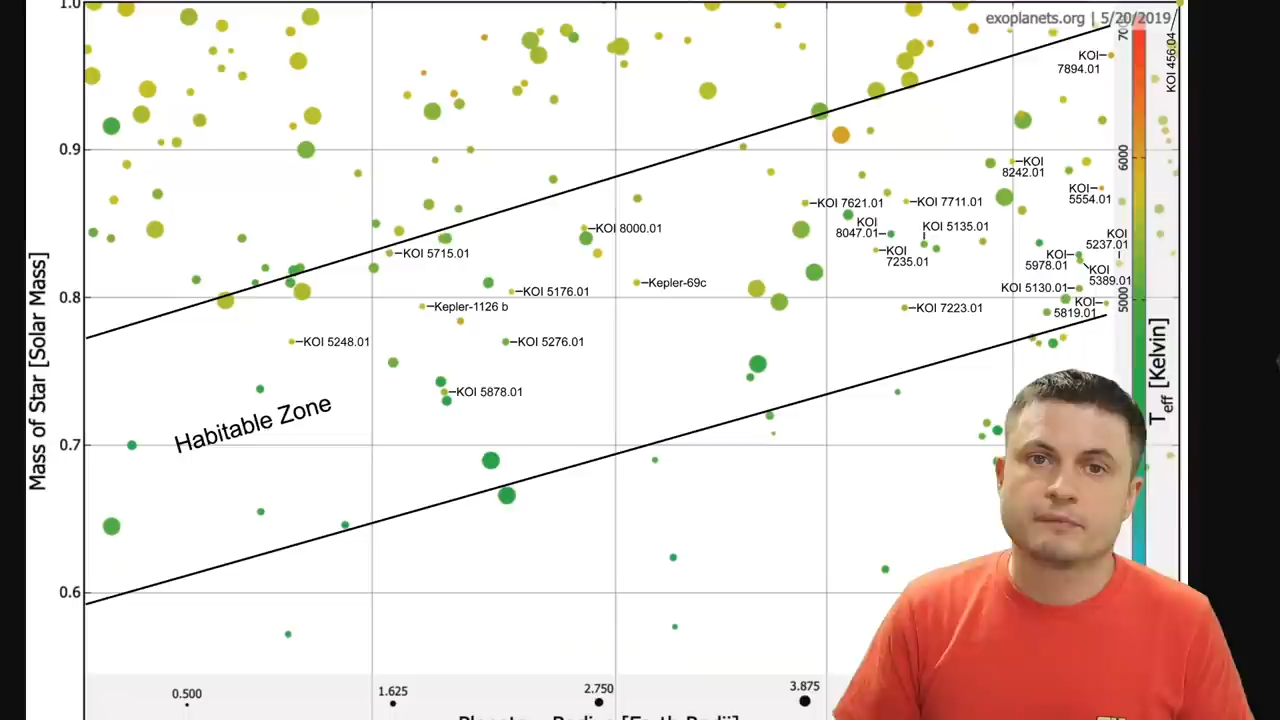 1.0
exoplanets.org | 5/20/2019
KOI
7894.01
KOI 456.04
0.9
6000
KOI
8242.01
KOI
5554.01
KOI 7621.01
KOI 7711.01
KOI 8000.01
KOI
8047.01
KOI 5135.01
KOI
5237.01
KOI 5715.01
KOI
7235.01
KOI
5978.01
KOI
5389.01
Mass of Star [Solar Mass]
KOI 5176.01
Kepler-69c
KOI 5130.01
0.8
Kepler-1126 b
KOI 7223.01
KOI
5819.01
5000
KOI 5248.01
KOI 5276.01
Teff [Kelvin]
KOI 5878.01
Habitable Zone
0.7
0.6
0.500
1.625
2.750
3.875